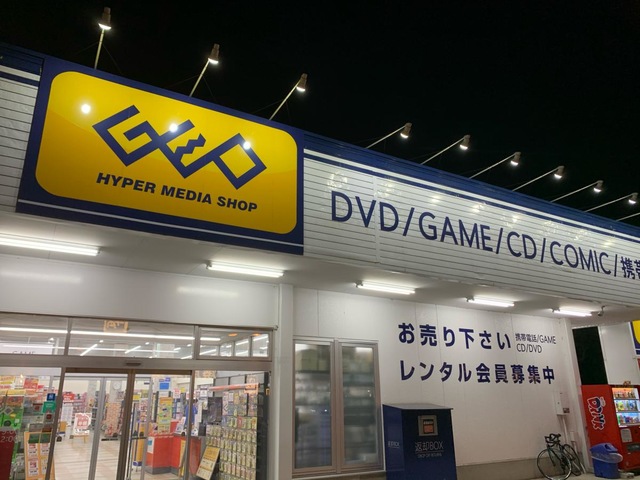 GEO
HYPER MEDIA SHOP
DVD/GAME/CD/COMIC/携帯
お売り下さい 携帯電話/GAME
CD/DVD
レンタル会員募集中
返却BOX